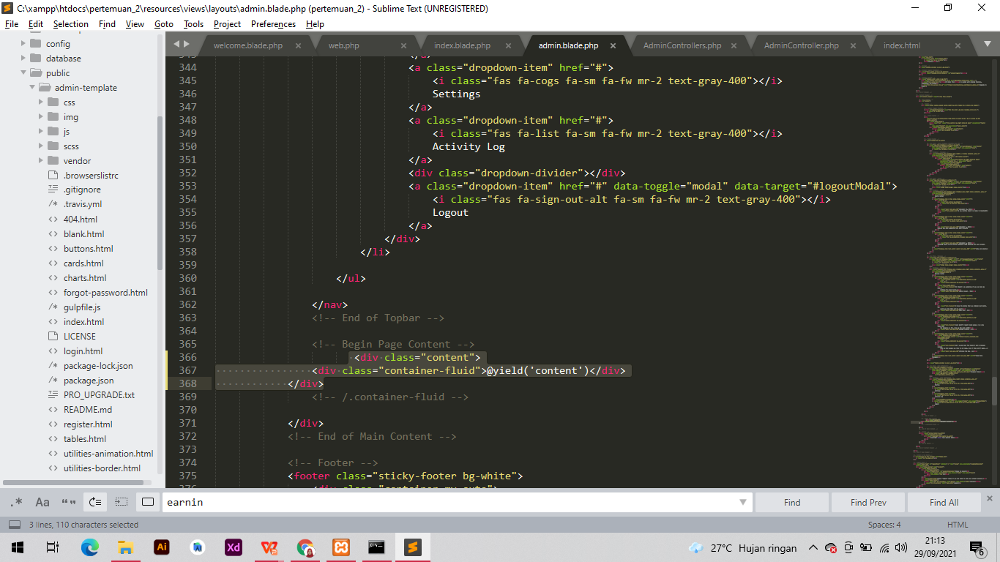 C:\xampp\htdocs\pertemuan_2\resources\views\layouts\admin.blade.php (pertemuan_2) - Sublime Text (UNREGISTERED)
File Edit Selection Find View Goto Tools Project Preferences Help
config
database
public
admin-template
css
img
js
scss
vendor
.browserslistrc
.gitignore
.travis.yml
404.html
blank.html
buttons.html
cards.html
charts.html
forgot-password.html
gulpfile.js
index.html
LICENSE
login.html
package-lock.json
package.json
PRO_UPGRADE.txt
README.md
register.html
tables.html
utilities-animation.html
utilities-border.html
welcome.blade.php web.php index.blade.php admin.blade.php AdminControllers.php AdminController.php index.html
343 </a>
344 <a class="dropdown-item" href="#">
345 <i class="fas fa-cogs fa-sm fa-fw mr-2 text-gray-400"></i>
346 Settings
347 </a>
348 <a class="dropdown-item" href="#">
349 <i class="fas fa-list fa-sm fa-fw mr-2 text-gray-400"></i>
350 Activity Log
351 </a>
352 <div class="dropdown-divider"></div>
353 <a class="dropdown-item" href="#" data-toggle="modal" data-target="#logoutModal">
354 <i class="fas fa-sign-out-alt fa-sm fa-fw mr-2 text-gray-400"></i>
355 Logout
356 </a>
357 </div>
358 </li>
359
360 </ul>
361
362 </nav>
363 <!-- End of Topbar -->
364
365 <!-- Begin Page Content -->
366 <div class="content">
367 <div class="container-fluid">@yield('content')</div>
368 </div>
369 <!-- /.container-fluid -->
370
371 </div>
372 <!-- End of Main Content -->
373
374 <!-- Footer -->
375 <footer class="sticky-footer bg-white">
376 <div class="container my-auto">
.* Aa “” earnin Find Find Prev Find All
3 lines, 110 characters selected Spaces: 4 HTML
Ai Xd 27°C Hujan ringan 21:13
29/09/2021 6